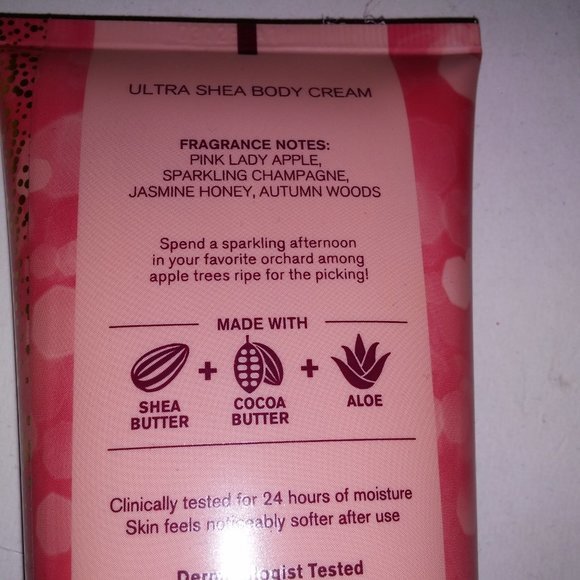 ULTRA SHEA BODY CREAM
FRAGRANCE NOTES:
PINK LADY APPLE,
SPARKLING CHAMPAGNE,
JASMINE HONEY, AUTUMN WOODS
Spend a sparkling afternoon
in your favorite orchard among
apple trees ripe for the picking!
MADE WITH
SHEA BUTTER + COCOA BUTTER + ALOE
Clinically tested for 24 hours of moisture
Skin feels noticeably softer after use
Dermatologist Tested